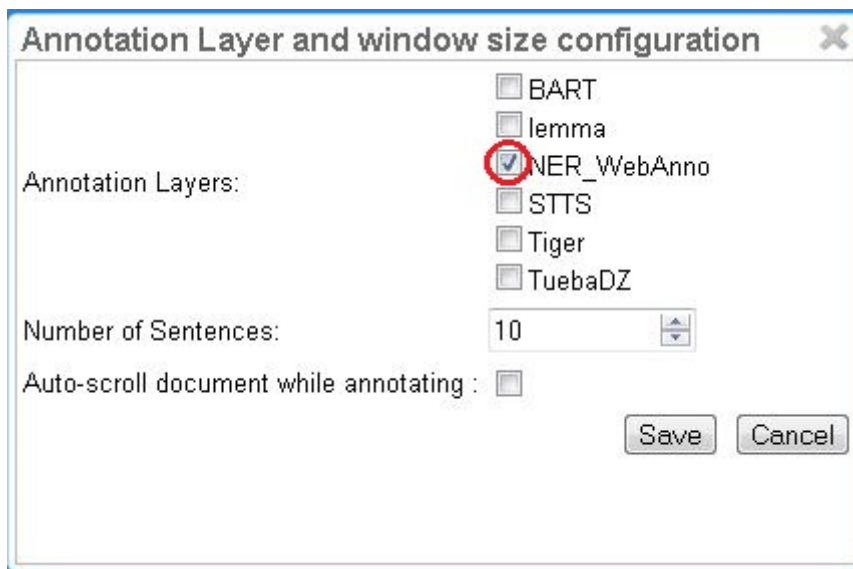 Annotation Layer and window size configuration
Annotation Layers:
BART
lemma
NER_WebAnno
STTS
Tiger
TuebaDZ
Number of Sentences: 10
Auto-scroll document while annotating :
Save Cancel